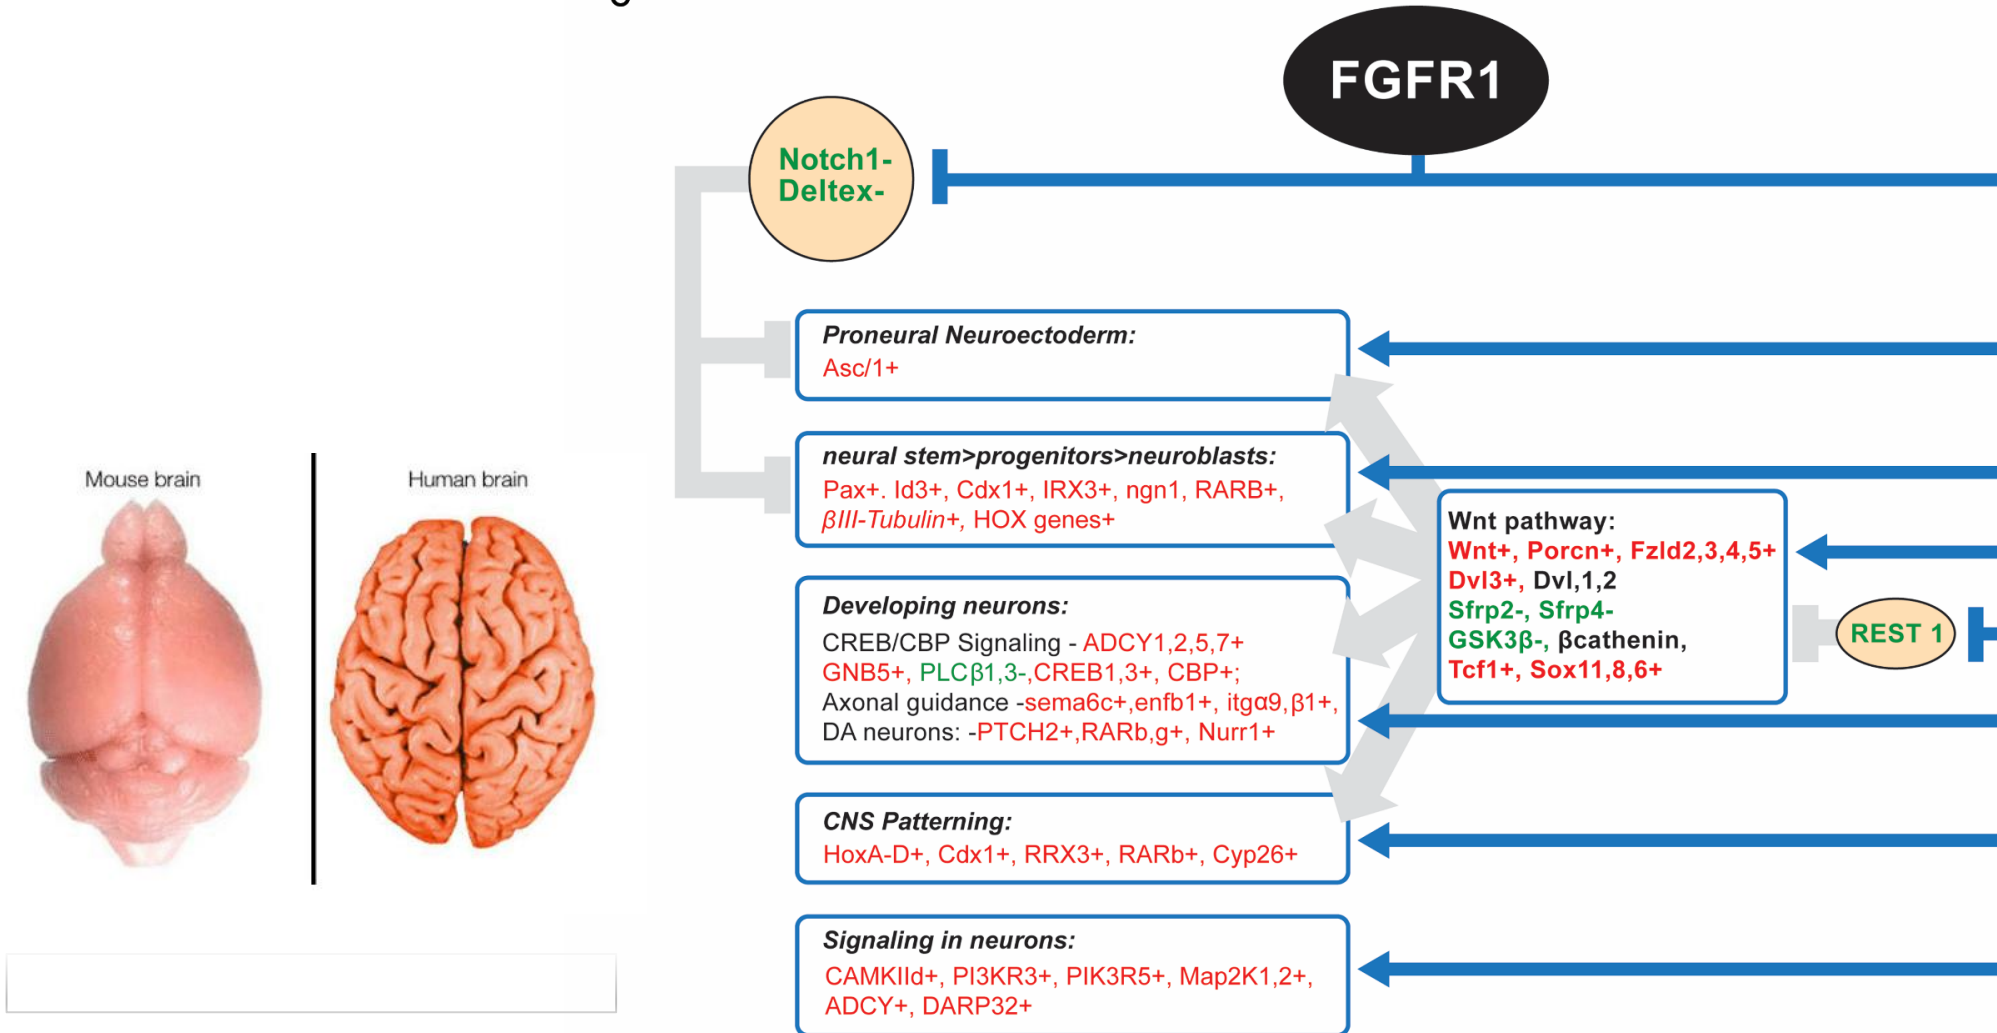 FGFR1
Notch1-
Deltex-
Proneural Neuroectoderm:
Asc/1+
neural stem>progenitors>neuroblasts:
Pax+. Id3+, Cdx1+, IRX3+, ngn1, RARB+,
βIII-Tubulin+, HOX genes+
Developing neurons:
CREB/CBP Signaling - ADCY1,2,5,7+
GNB5+, PLCβ1,3-,CREB1,3+, CBP+;
Axonal guidance -sema6c+,enfb1+, itgα9,β1+,
DA neurons: -PTCH2+,RARb,g+, Nurr1+
CNS Patterning:
HoxA-D+, Cdx1+, RRX3+, RARb+, Cyp26+
Signaling in neurons:
CAMKIId+, PI3KR3+, PIK3R5+, Map2K1,2+,
ADCY+, DARP32+
Wnt pathway:
Wnt+, Porcn+, Fzld2,3,4,5+
Dvl3+, Dvl,1,2
Sfrp2-, Sfrp4-
GSK3β-, βcathenin,
Tcf1+, Sox11,8,6+
REST 1
Mouse brain
Human brain